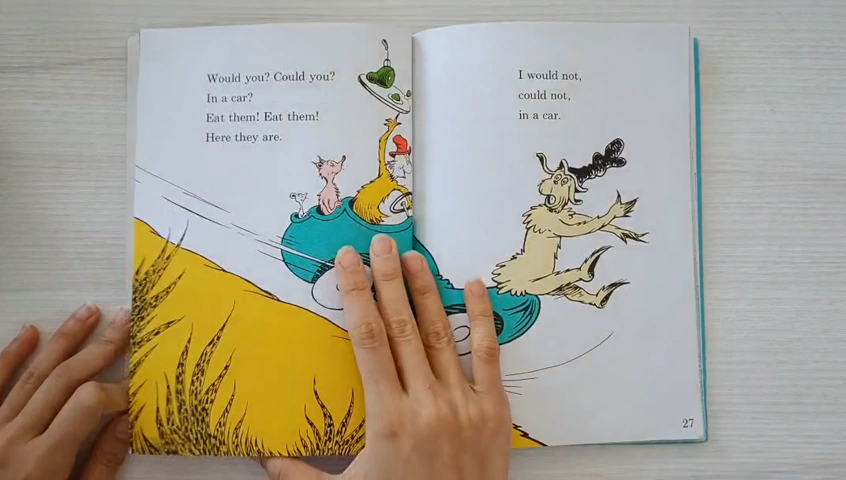 Would you? Could you?
In a car?
Eat them! Eat them!
Here they are.
I would not,
could not,
in a car.
27